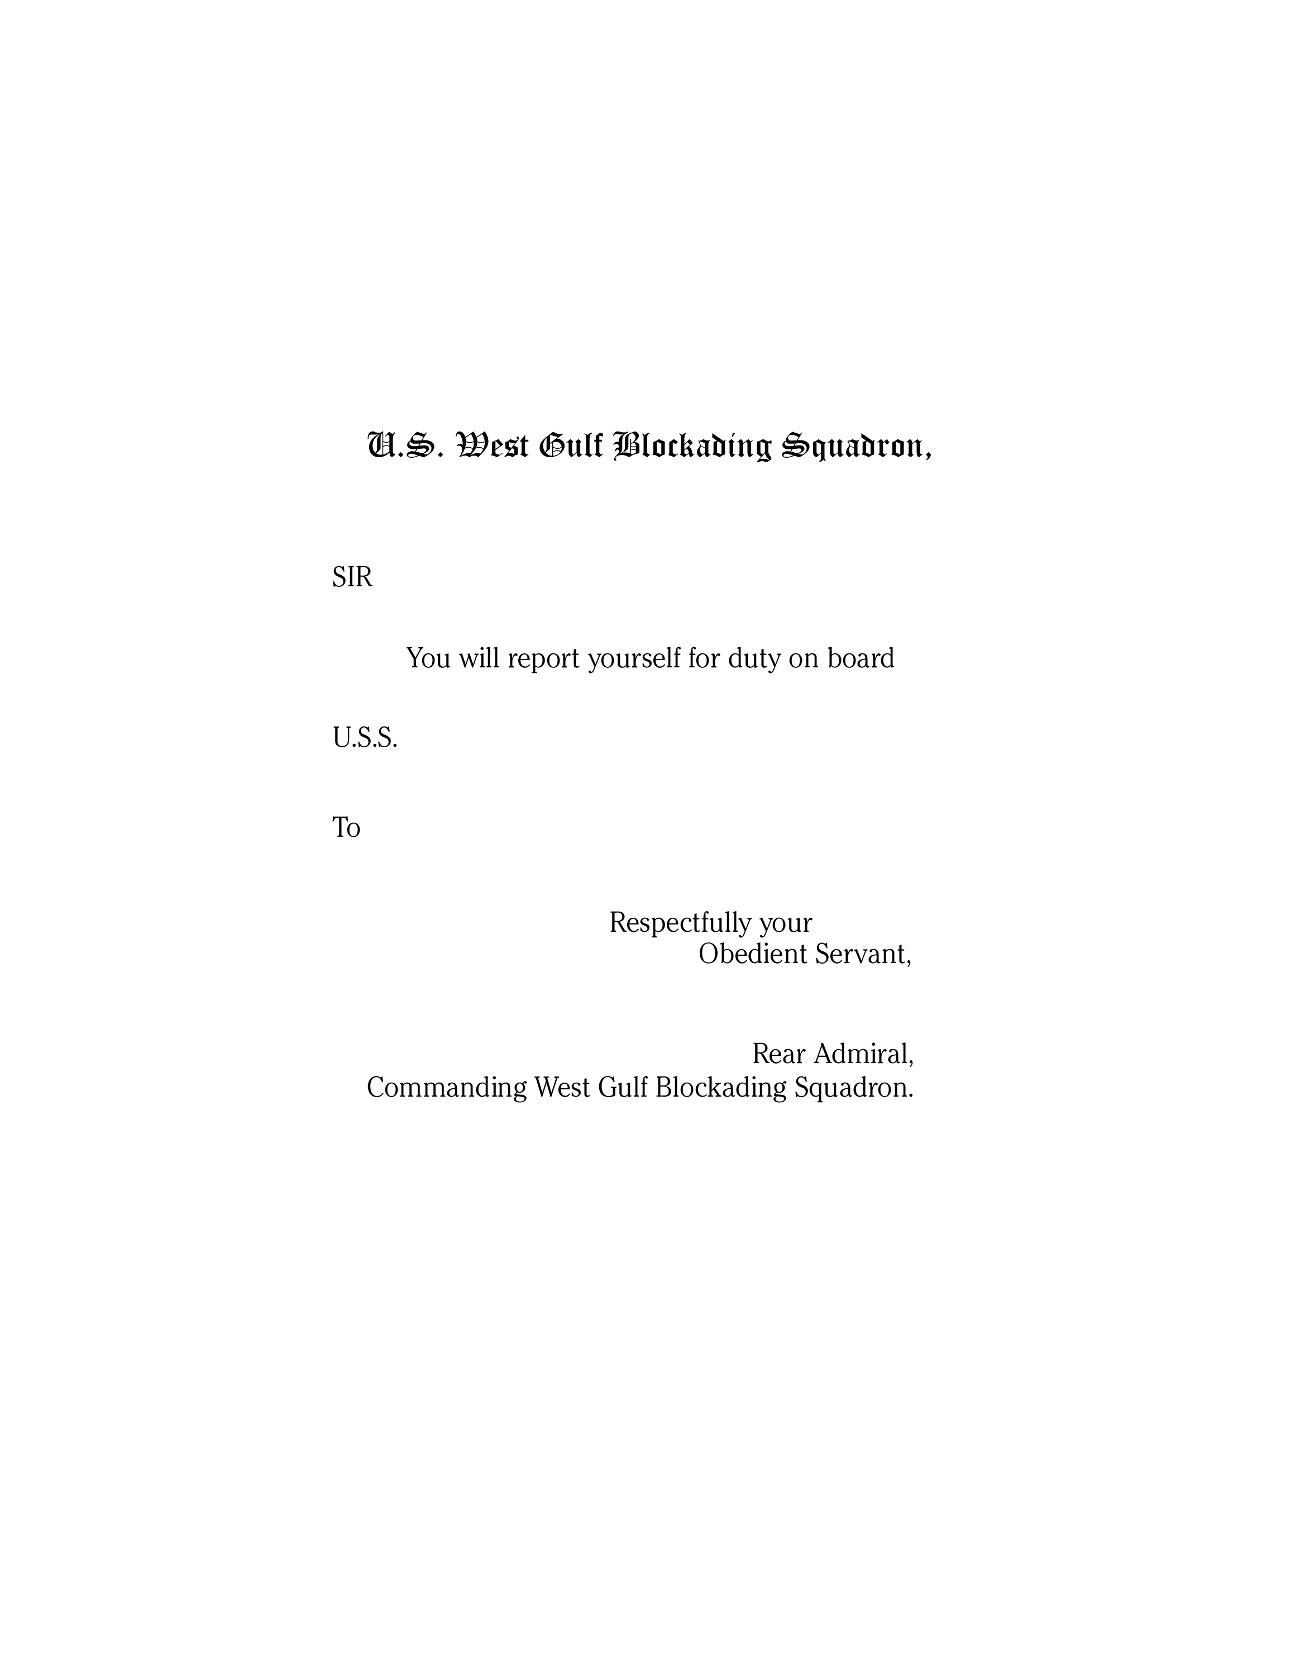 U.S. West Gulf Blockading Squadron,
SIR
You will report yourself for duty on board
U.S.S.
To
Respectfully your
Obedient Servant,
Rear Admiral,
Commanding West Gulf Blockading Squadron.